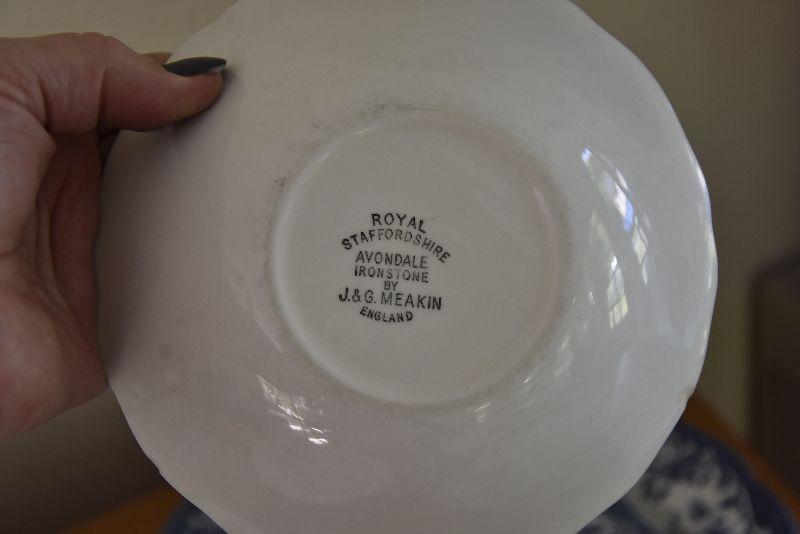 ROYAL
STAFFORDSHIRE
AVONDALE
IRONSTONE
BY
J.&G. MEAKIN
ENGLAND